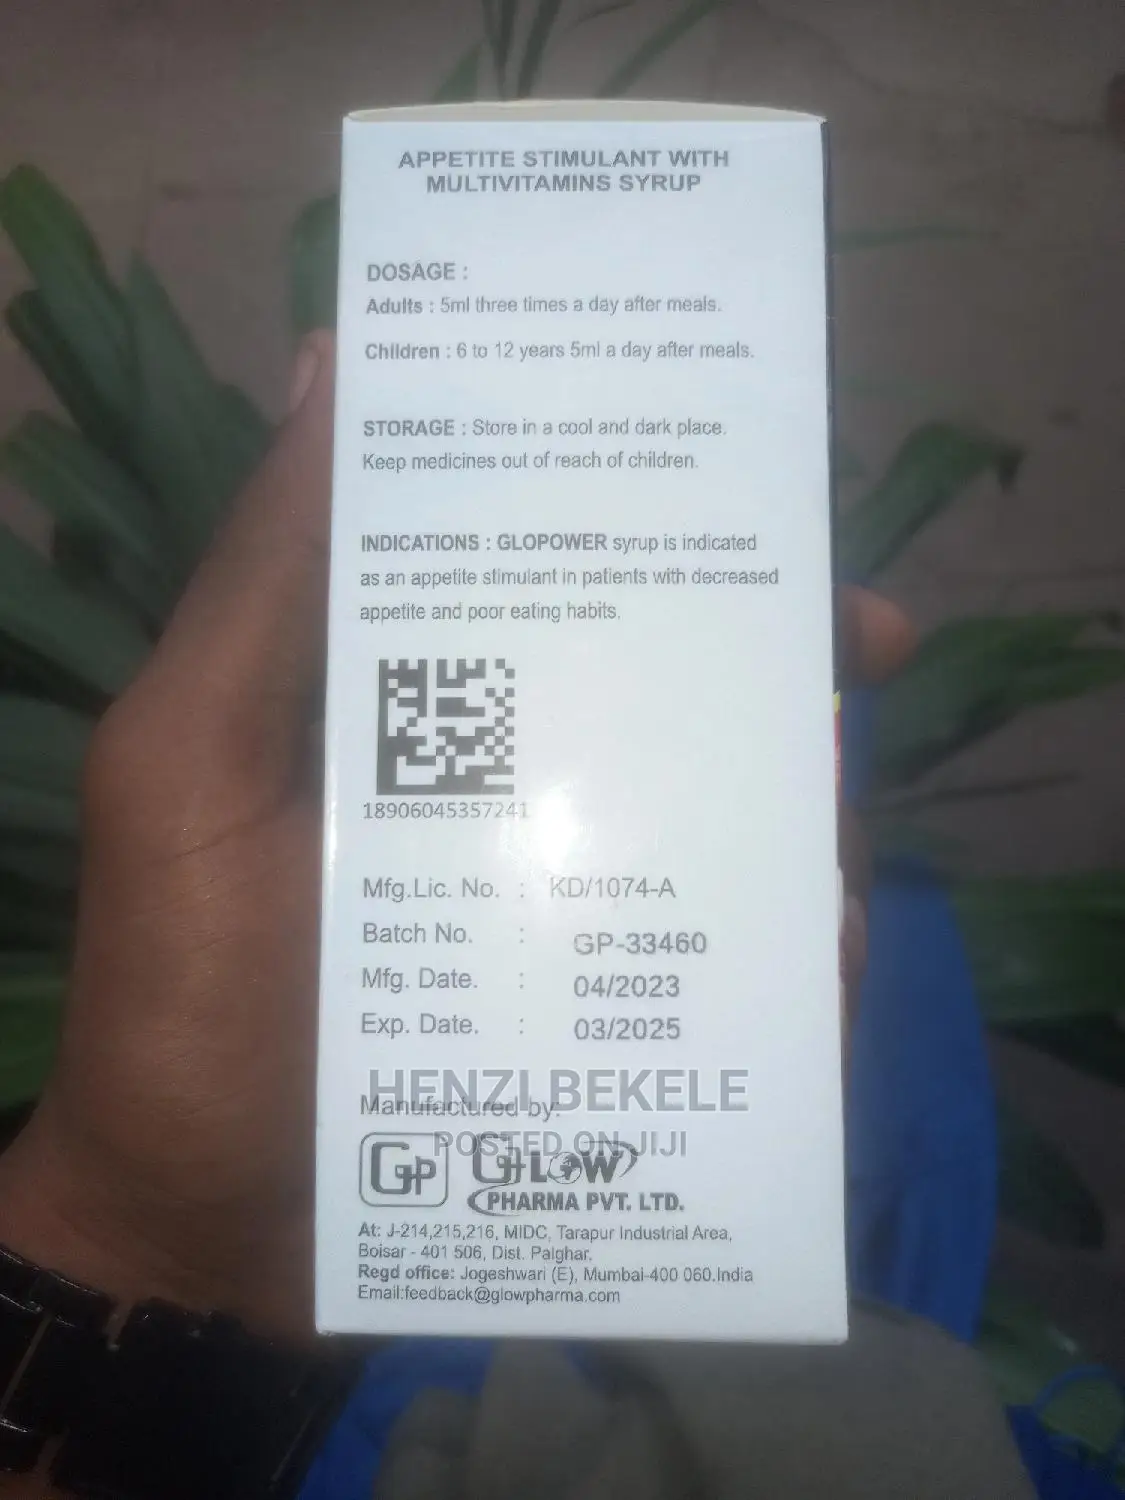 APPETITE STIMULANT WITH
MULTIVITAMINS SYRUP
DOSAGE :
Adults : 5ml three times a day after meals.
Children : 6 to 12 years 5ml a day after meals.
STORAGE : Store in a cool and dark place.
Keep medicines out of reach of children.
INDICATIONS : GLOPOWER syrup is indicated
as an appetite stimulant in patients with decreased
appetite and poor eating habits.
18906045357241
Mfg.Lic. No. : KD/1074-A
Batch No. : GP-33460
Mfg. Date. : 04/2023
Exp. Date. : 03/2025
HENZI BEKELE
Manufactured by:
POSTED ON JIJI
GP GLOW
PHARMA PVT. LTD.
At: J-214,215,216, MIDC, Tarapur Industrial Area,
Boisar - 401 506, Dist. Palghar.
Regd office: Jogeshwari (E), Mumbai-400 060.India
Email:feedback@glowpharma.com